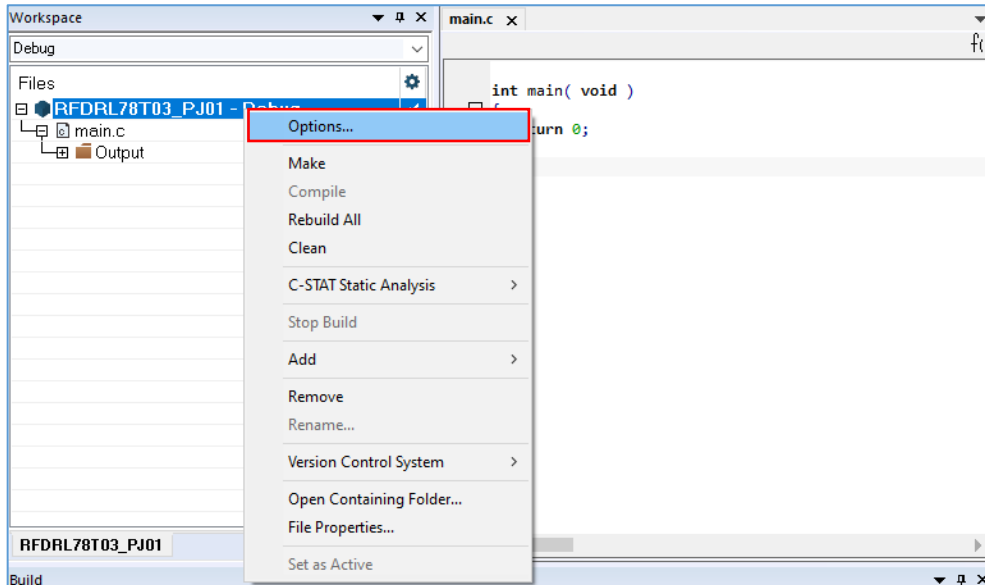 Workspace
main.c
Debug
Files
RFDRL78T03_PJ01 - Debug
main.c
Output
int main( void )
{
turn 0;
Options...
Make
Compile
Rebuild All
Clean
C-STAT Static Analysis
Stop Build
Add
Remove
Rename...
Version Control System
Open Containing Folder...
File Properties...
Set as Active
RFDRL78T03_PJ01
Build